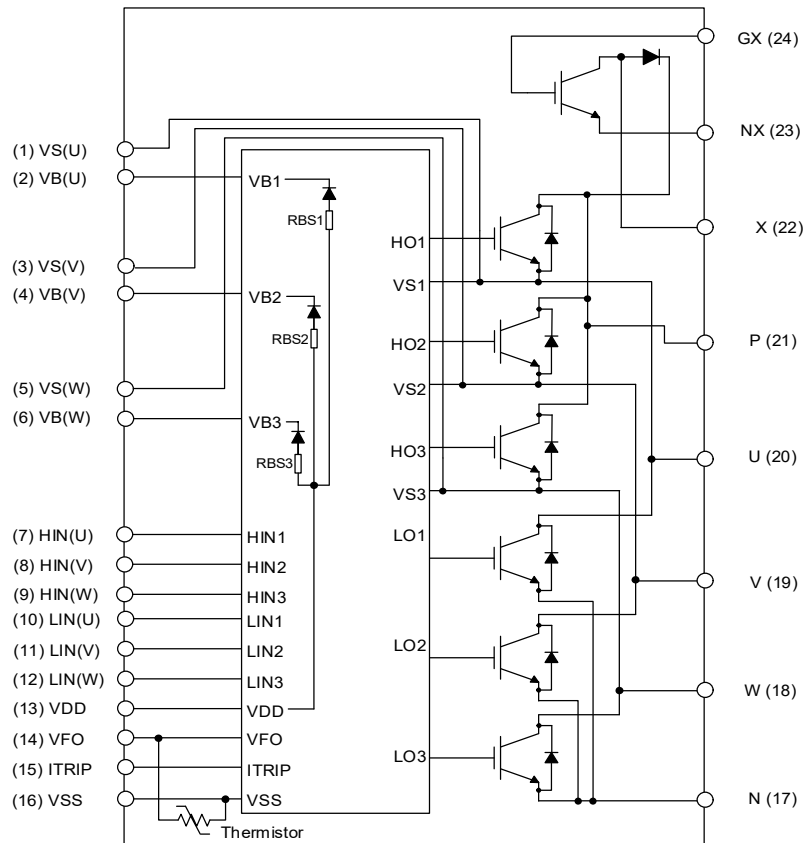 GX (24)
NX (23)
X (22)
P (21)
U (20)
V (19)
W (18)
N (17)
(1) VS(U)
(2) VB(U)
(3) VS(V)
(4) VB(V)
(5) VS(W)
(6) VB(W)
(7) HIN(U)
(8) HIN(V)
(9) HIN(W)
(10) LIN(U)
(11) LIN(V)
(12) LIN(W)
(13) VDD
(14) VFO
(15) ITRIP
(16) VSS
VB1
RBS1
VB2
RBS2
VB3
RBS3
HIN1
HIN2
HIN3
LIN1
LIN2
LIN3
VDD
VFO
ITRIP
VSS
HO1
VS1
HO2
VS2
HO3
VS3
LO1
LO2
LO3
Thermistor